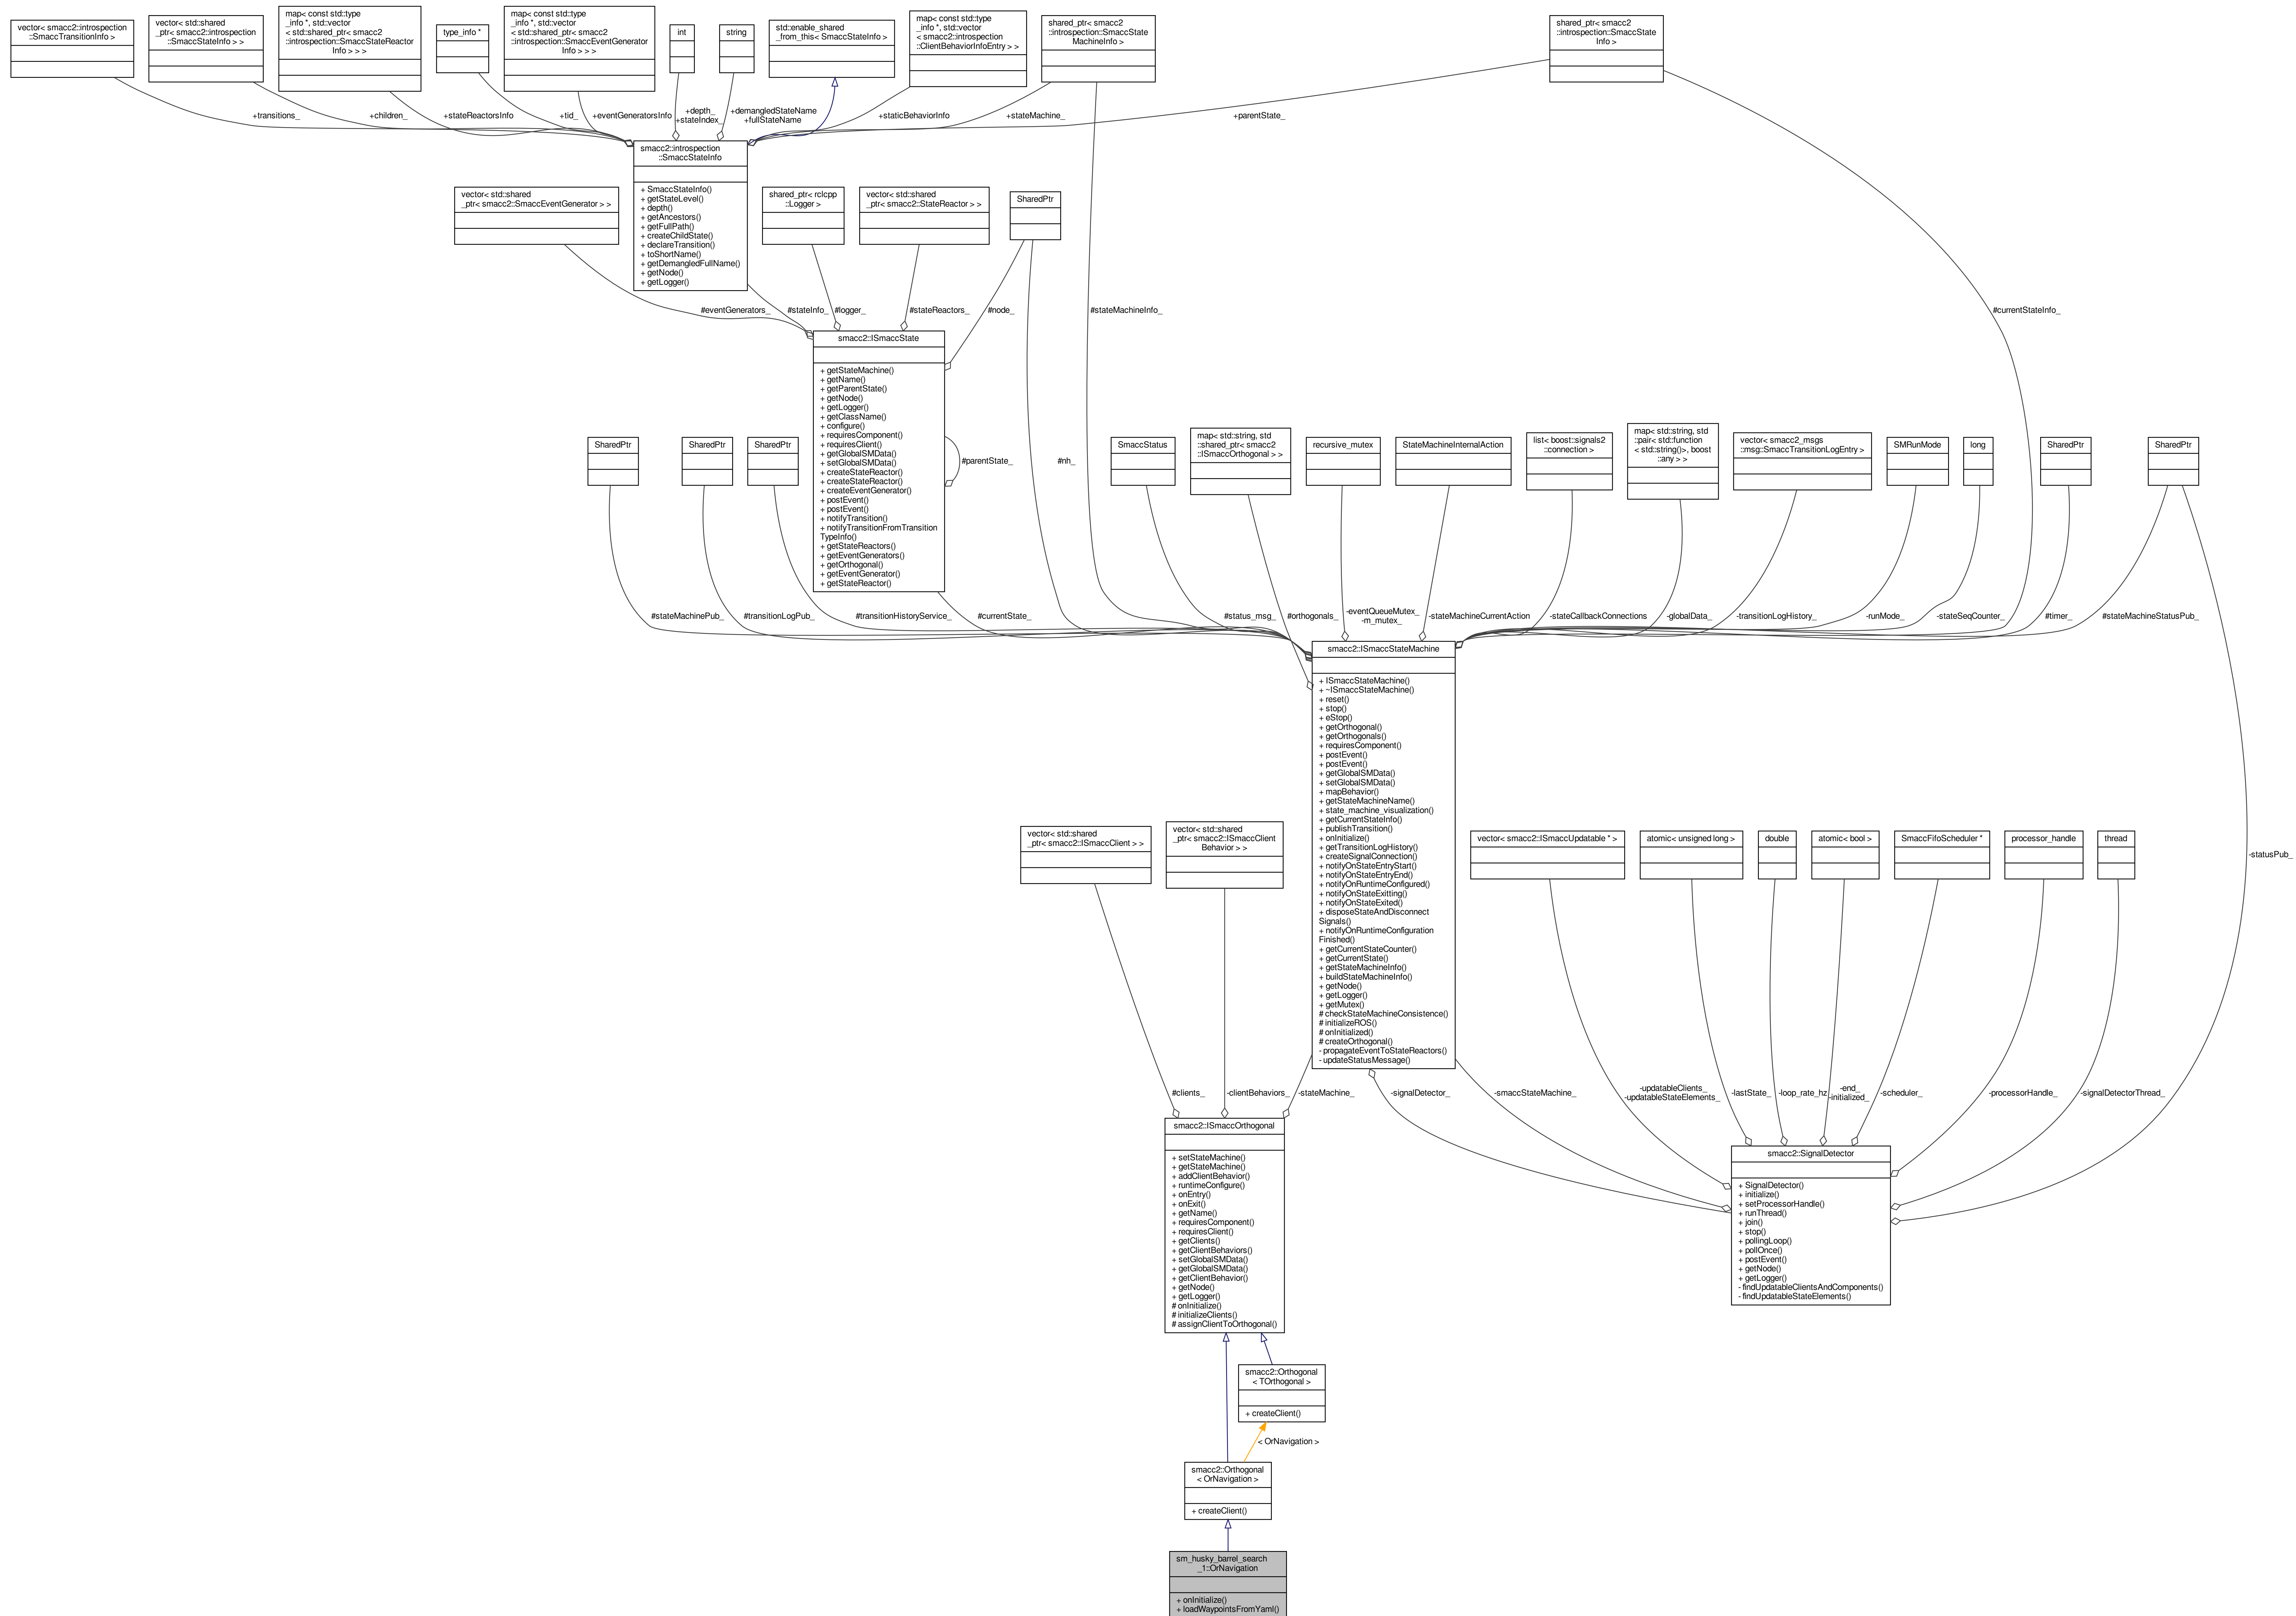 vector< smacc2::introspection
::SmaccTransitionInfo >
vector< std::shared
_ptr< smacc2::introspection
::SmaccStateInfo > >
map< const std::type
_info *, std::vector
< std::shared_ptr< smacc2
::introspection::SmaccStateReactor
Info > > >
type_info *
map< const std::type
_info *, std::vector
< std::shared_ptr< smacc2
::introspection::SmaccEventGenerator
Info > > >
int
string
std::enable_shared
_from_this< SmaccStateInfo >
map< const std::type
_info *, std::vector
< smacc2::introspection
::ClientBehaviorInfoEntry > >
shared_ptr< smacc2
::introspection::SmaccState
MachineInfo >
shared_ptr< smacc2
::introspection::SmaccState
Info >
+transitions_
+children_
+stateReactorsInfo
+tid_
+eventGeneratorsInfo
+depth_
+stateIndex_
+demangledStateName
+fullStateName
+staticBehaviorInfo
+stateMachine_
+parentState_
smacc2::introspection
::SmaccStateInfo
+ SmaccStateInfo()
+ getStateLevel()
+ depth()
+ getAncestors()
+ getFullPath()
+ createChildState()
+ declareTransition()
+ toShortName()
+ getDemangledFullName()
+ getNode()
+ getLogger()
vector< std::shared
_ptr< smacc2::SmaccEventGenerator > >
shared_ptr< rclcpp
::Logger >
vector< std::shared
_ptr< smacc2::StateReactor > >
SharedPtr
#eventGenerators_
#stateInfo_
#logger_
#stateReactors_
#node_
#stateMachineInfo_
#currentStateInfo_
smacc2::ISmaccState
+ getStateMachine()
+ getName()
+ getParentState()
+ getNode()
+ getLogger()
+ getClassName()
+ configure()
+ requiresComponent()
+ requiresClient()
+ getGlobalSMData()
+ setGlobalSMData()
+ createStateReactor()
+ createStateReactor()
+ createEventGenerator()
+ postEvent()
+ postEvent()
+ notifyTransition()
+ notifyTransitionFromTransition
TypeInfo()
+ getStateReactors()
+ getEventGenerators()
+ getOrthogonal()
+ getEventGenerator()
+ getStateReactor()
#parentState_
#nh_
SharedPtr
SharedPtr
SharedPtr
SmaccStatus
map< std::string, std
::shared_ptr< smacc2
::ISmaccOrthogonal > >
recursive_mutex
StateMachineInternalAction
list< boost::signals2
::connection >
map< std::string, std
::pair< std::function
< std::string()>, boost
::any > >
vector< smacc2_msgs
::msg::SmaccTransitionLogEntry >
SMRunMode
long
SharedPtr
SharedPtr
#stateMachinePub_
#transitionLogPub_
#transitionHistoryService_
#currentState_
#status_msg_
#orthogonals_
-eventQueueMutex_
-m_mutex_
-stateMachineCurrentAction
-stateCallbackConnections
-globalData_
-transitionLogHistory_
-runMode_
-stateSeqCounter_
#timer_
#stateMachineStatusPub_
smacc2::ISmaccStateMachine
+ ISmaccStateMachine()
+ ~ISmaccStateMachine()
+ reset()
+ stop()
+ eStop()
+ getOrthogonal()
+ getOrthogonals()
+ requiresComponent()
+ postEvent()
+ postEvent()
+ getGlobalSMData()
+ setGlobalSMData()
+ mapBehavior()
+ getStateMachineName()
+ state_machine_visualization()
+ getCurrentStateInfo()
+ publishTransition()
+ onInitialize()
+ getTransitionLogHistory()
+ createSignalConnection()
+ notifyOnStateEntryStart()
+ notifyOnStateEntryEnd()
+ notifyOnRuntimeConfigured()
+ notifyOnStateExitting()
+ notifyOnStateExited()
+ disposeStateAndDisconnect
Signals()
+ notifyOnRuntimeConfiguration
Finished()
+ getCurrentStateCounter()
+ getCurrentState()
+ getStateMachineInfo()
+ buildStateMachineInfo()
+ getNode()
+ getLogger()
+ getMutex()
# checkStateMachineConsistence()
# initializeROS()
# onInitialized()
# createOrthogonal()
- propagateEventToStateReactors()
- updateStatusMessage()
vector< std::shared
_ptr< smacc2::ISmaccClient > >
vector< std::shared
_ptr< smacc2::ISmaccClient
Behavior > >
vector< smacc2::ISmaccUpdatable * >
atomic< unsigned long >
double
atomic< bool >
SmaccFifoScheduler *
processor_handle
thread
-statusPub_
#clients_
-clientBehaviors_
-stateMachine_
-signalDetector_
-smaccStateMachine_
-updatableClients_
-updatableStateElements_
-lastState_
-loop_rate_hz
-end_
-initialized_
-scheduler_
-processorHandle_
-signalDetectorThread_
smacc2::ISmaccOrthogonal
+ setStateMachine()
+ getStateMachine()
+ addClientBehavior()
+ runtimeConfigure()
+ onEntry()
+ onExit()
+ getName()
+ requiresComponent()
+ requiresClient()
+ getClients()
+ getClientBehaviors()
+ setGlobalSMData()
+ getGlobalSMData()
+ getClientBehavior()
+ getNode()
+ getLogger()
# onInitialize()
# initializeClients()
# assignClientToOrthogonal()
smacc2::SignalDetector
+ SignalDetector()
+ initialize()
+ setProcessorHandle()
+ runThread()
+ join()
+ stop()
+ pollingLoop()
+ pollOnce()
+ postEvent()
+ getNode()
+ getLogger()
- findUpdatableClientsAndComponents()
- findUpdatableStateElements()
smacc2::Orthogonal
< TOrthogonal >
+ createClient()
< OrNavigation >
smacc2::Orthogonal
< OrNavigation >
+ createClient()
sm_husky_barrel_search
_1::OrNavigation
+ onInitialize()
+ loadWaypointsFromYaml()